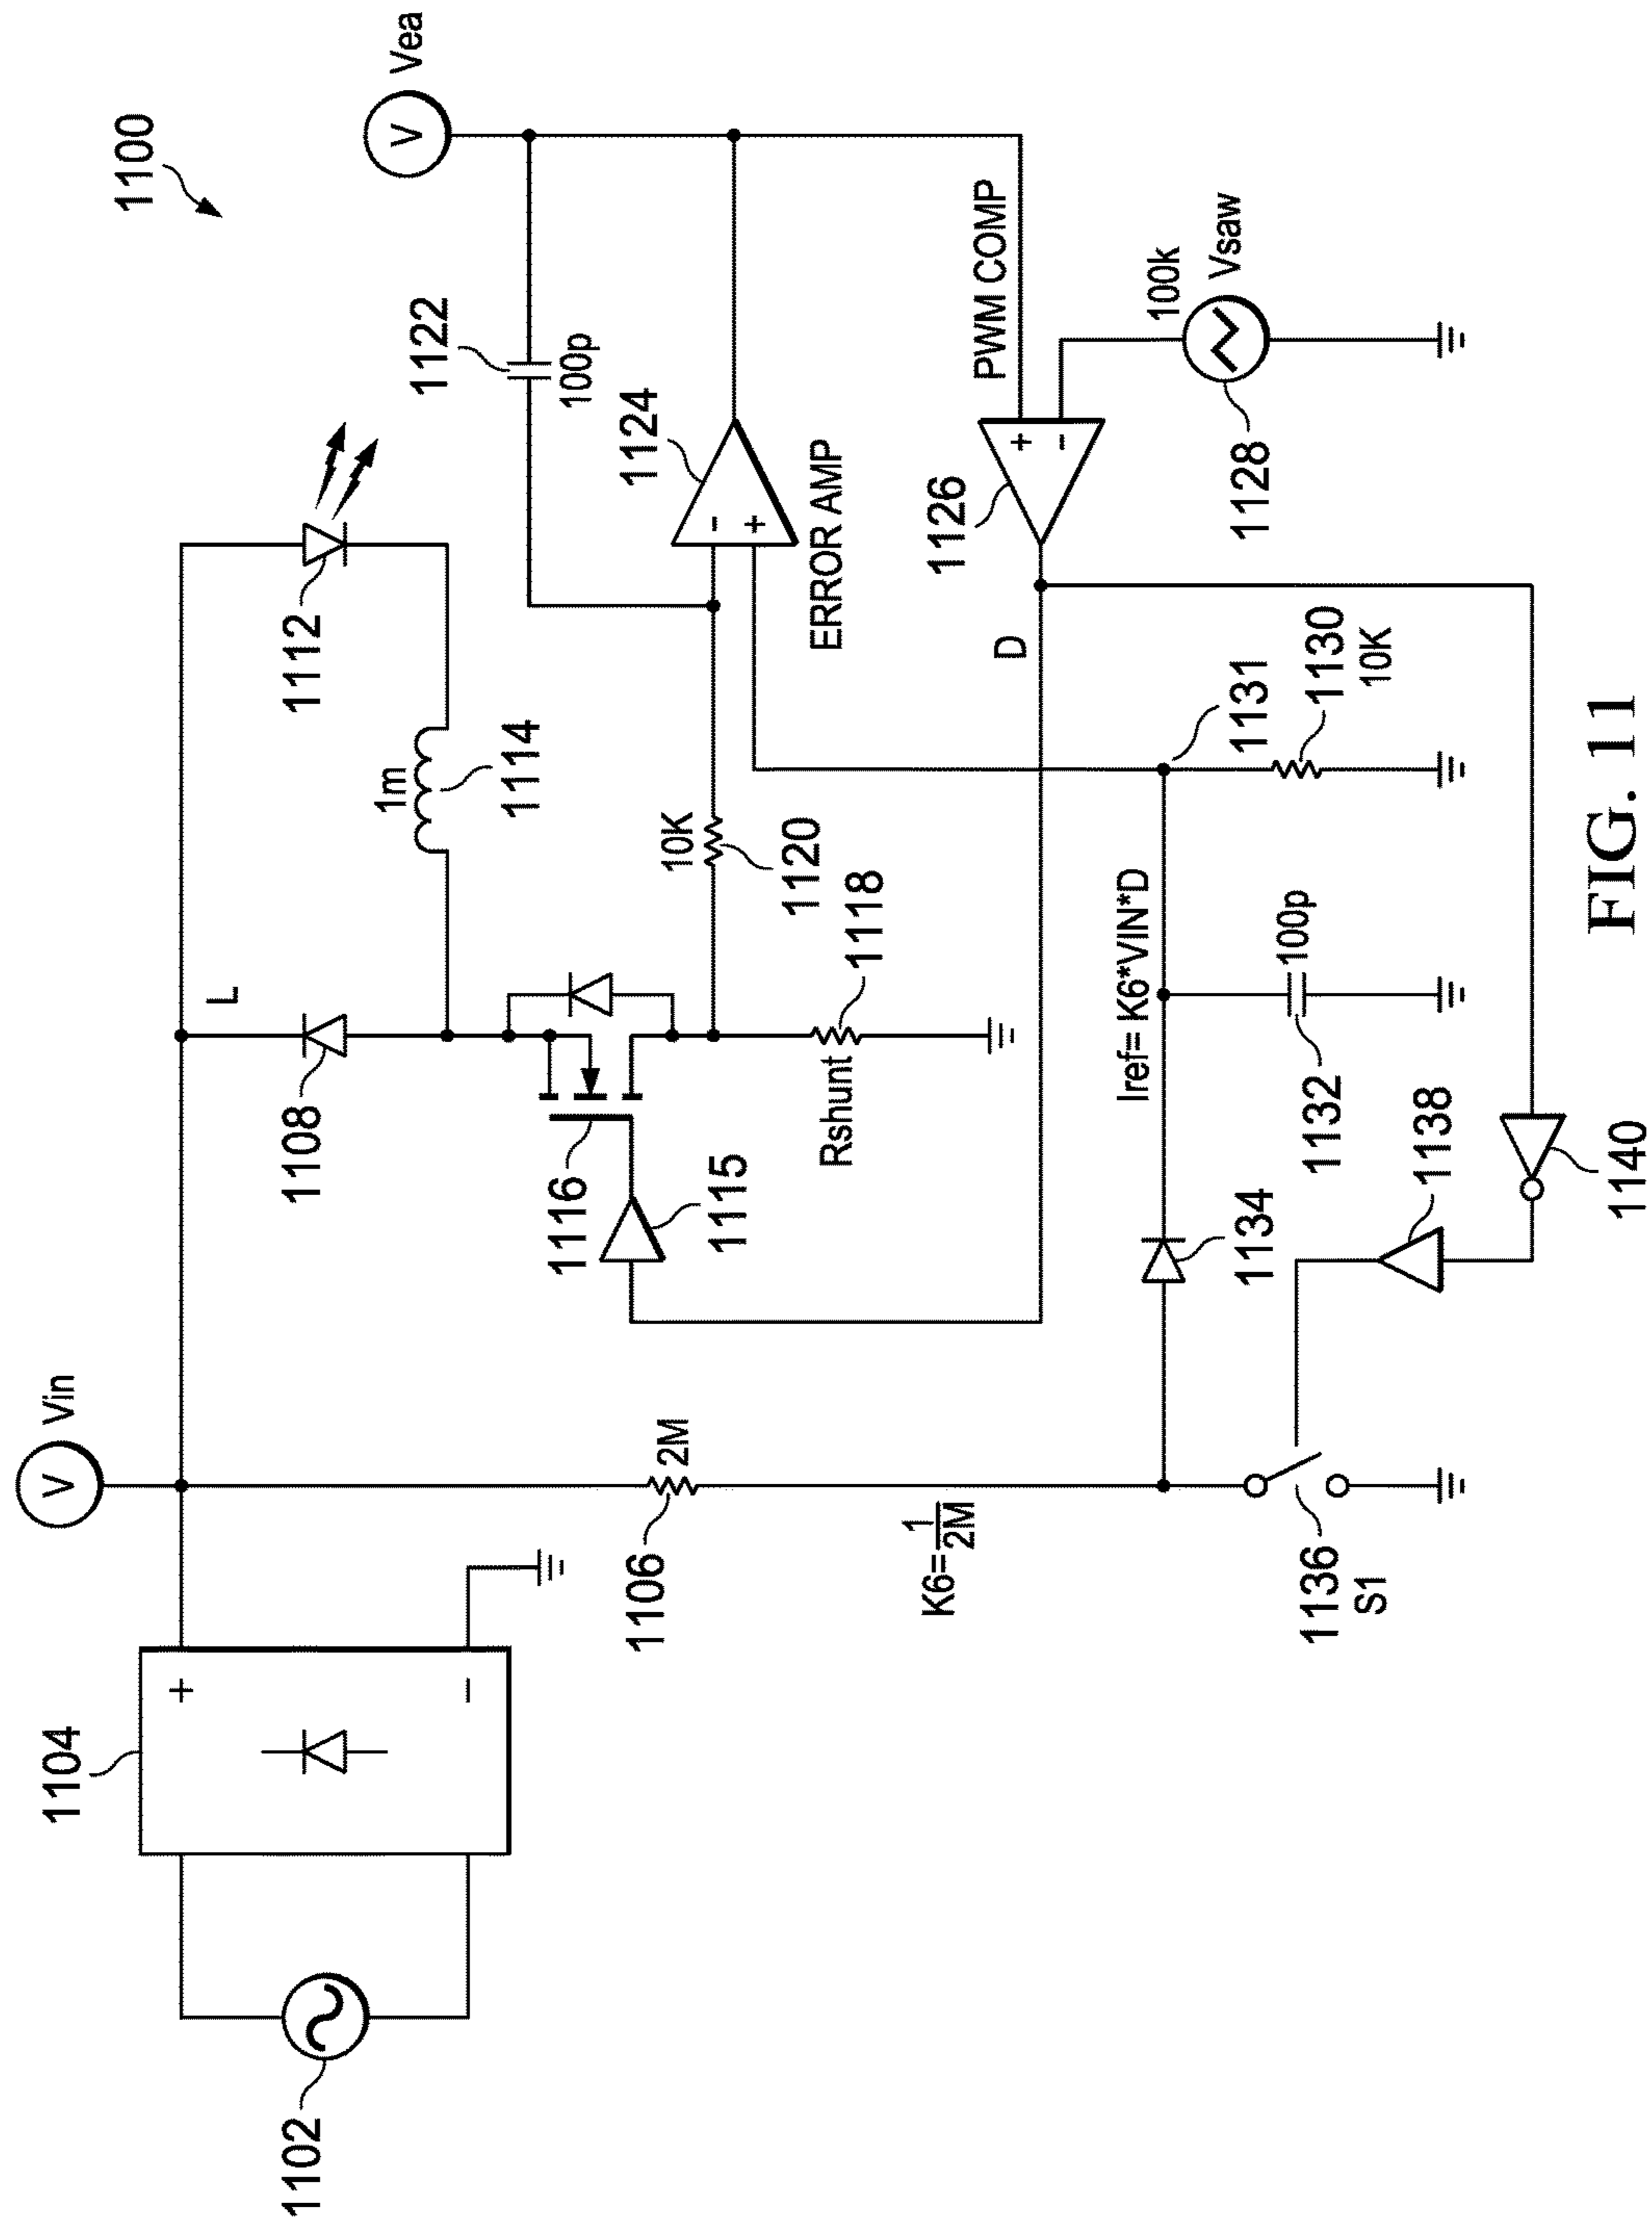 1100
V
Vea
V
Vin
1104
+
−
1102
L
1108
1112
1m
1114
1116
1115
Rshunt
1118
10K
1120
1122
100p
1124
-
+
ERROR AMP
PWM COMP
+
-
1126
100k
Vsaw
1128
D
1106
2M
K6=1/2M
Iref= K6*VIN*D
1131
1130
10K
100p
1132
1134
1136
S1
1138
1140
FIG. 11